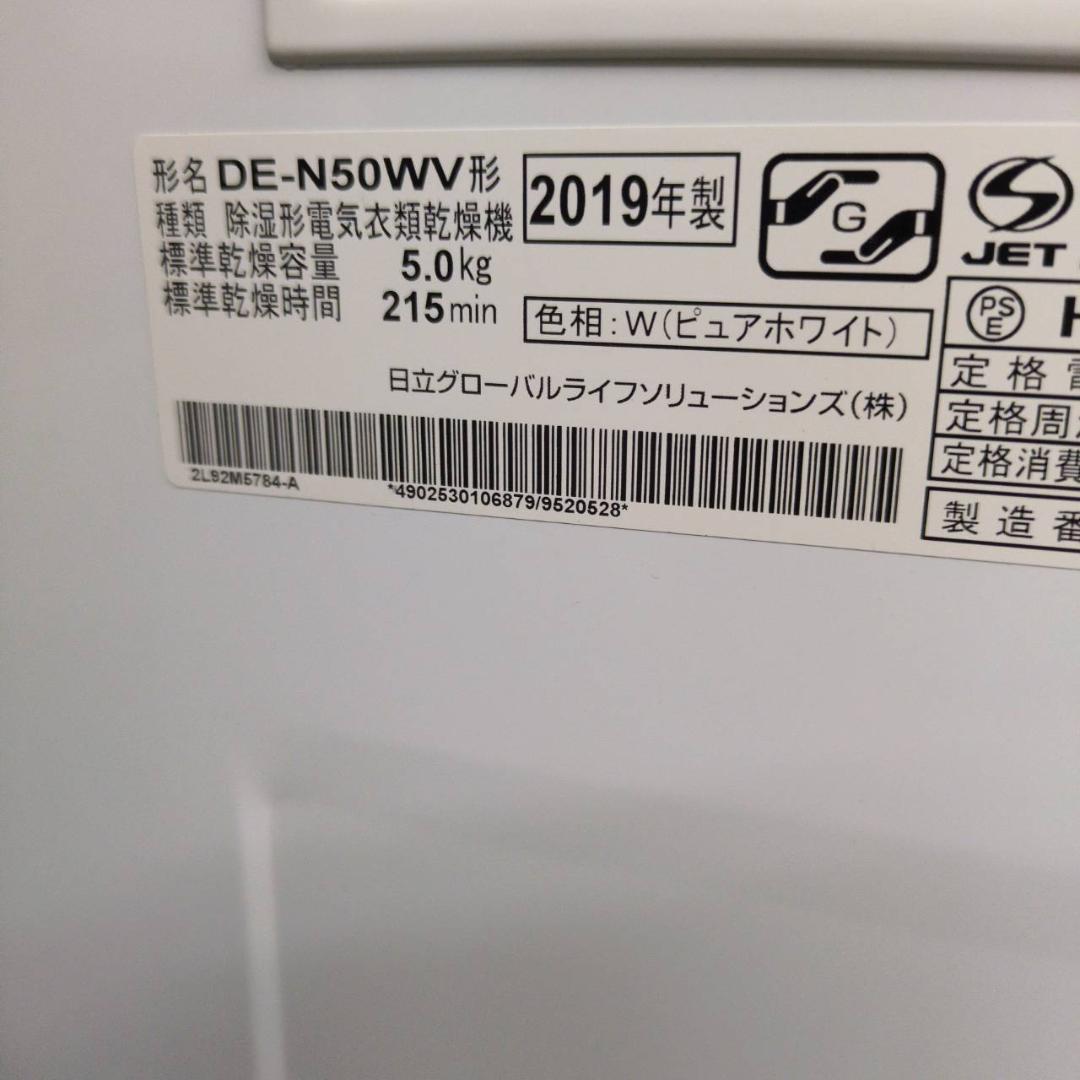 形名 DE-N50WV形
種類 除湿形電気衣類乾燥機
標準乾燥容量 5.0kg
標準乾燥時間 215min
2019年製
G
S
JET
色相:W(ピュアホワイト)
PS
E
H
日立グローバルライフソリューションズ(株)
定格
定格周
定格消費
製造番
2L92M5784-A
*4902530106879/9520528*